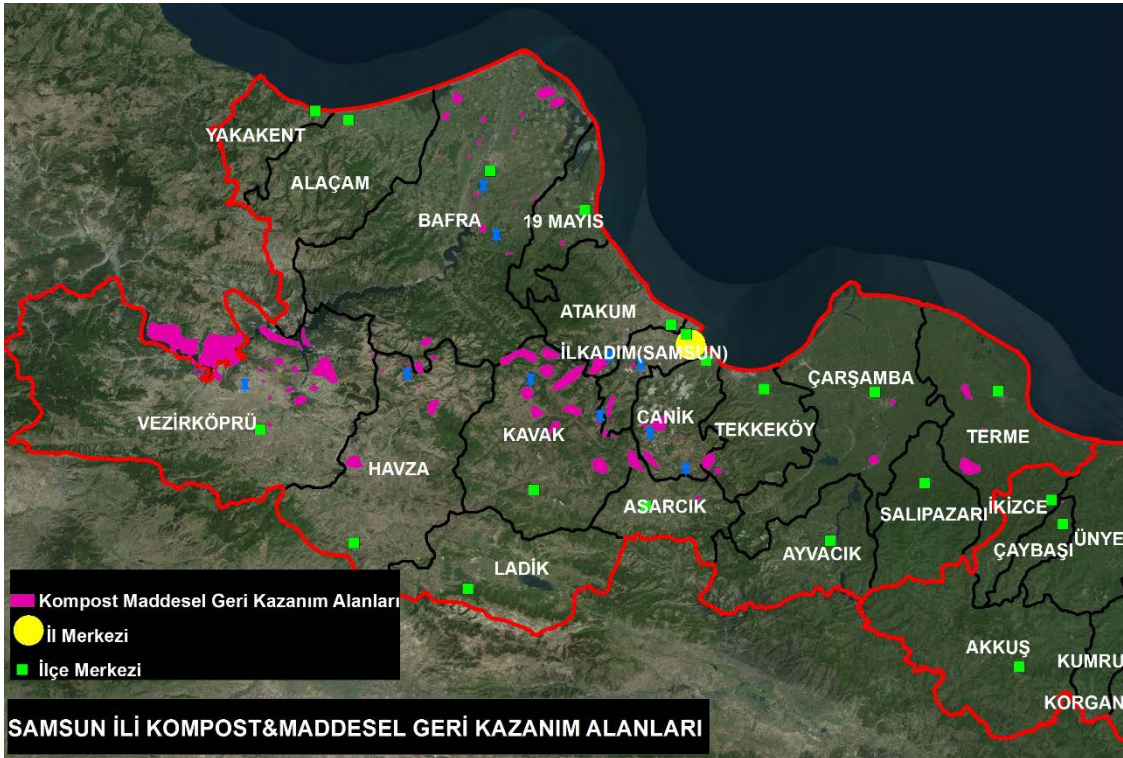 YAKAKENT
ALAÇAM
BAFRA
19 MAYIS
ATAKUM
İLKADIM(SAMSUN)
ÇARŞAMBA
VEZİRKÖPRÜ
KAVAK
CANİK
TEKKEKÖY
TERME
HAVZA
ASARCIK
SALIPAZARI
İKİZCE
ÜNYE
ÇAYBAŞI
AYVACIK
LADİK
AKKUŞ
KUMRU
KORGAN
Kompost Maddesel Geri Kazanım Alanları
İl Merkezi
İlçe Merkezi
SAMSUN İLİ KOMPOST&MADDESEL GERİ KAZANIM ALANLARI